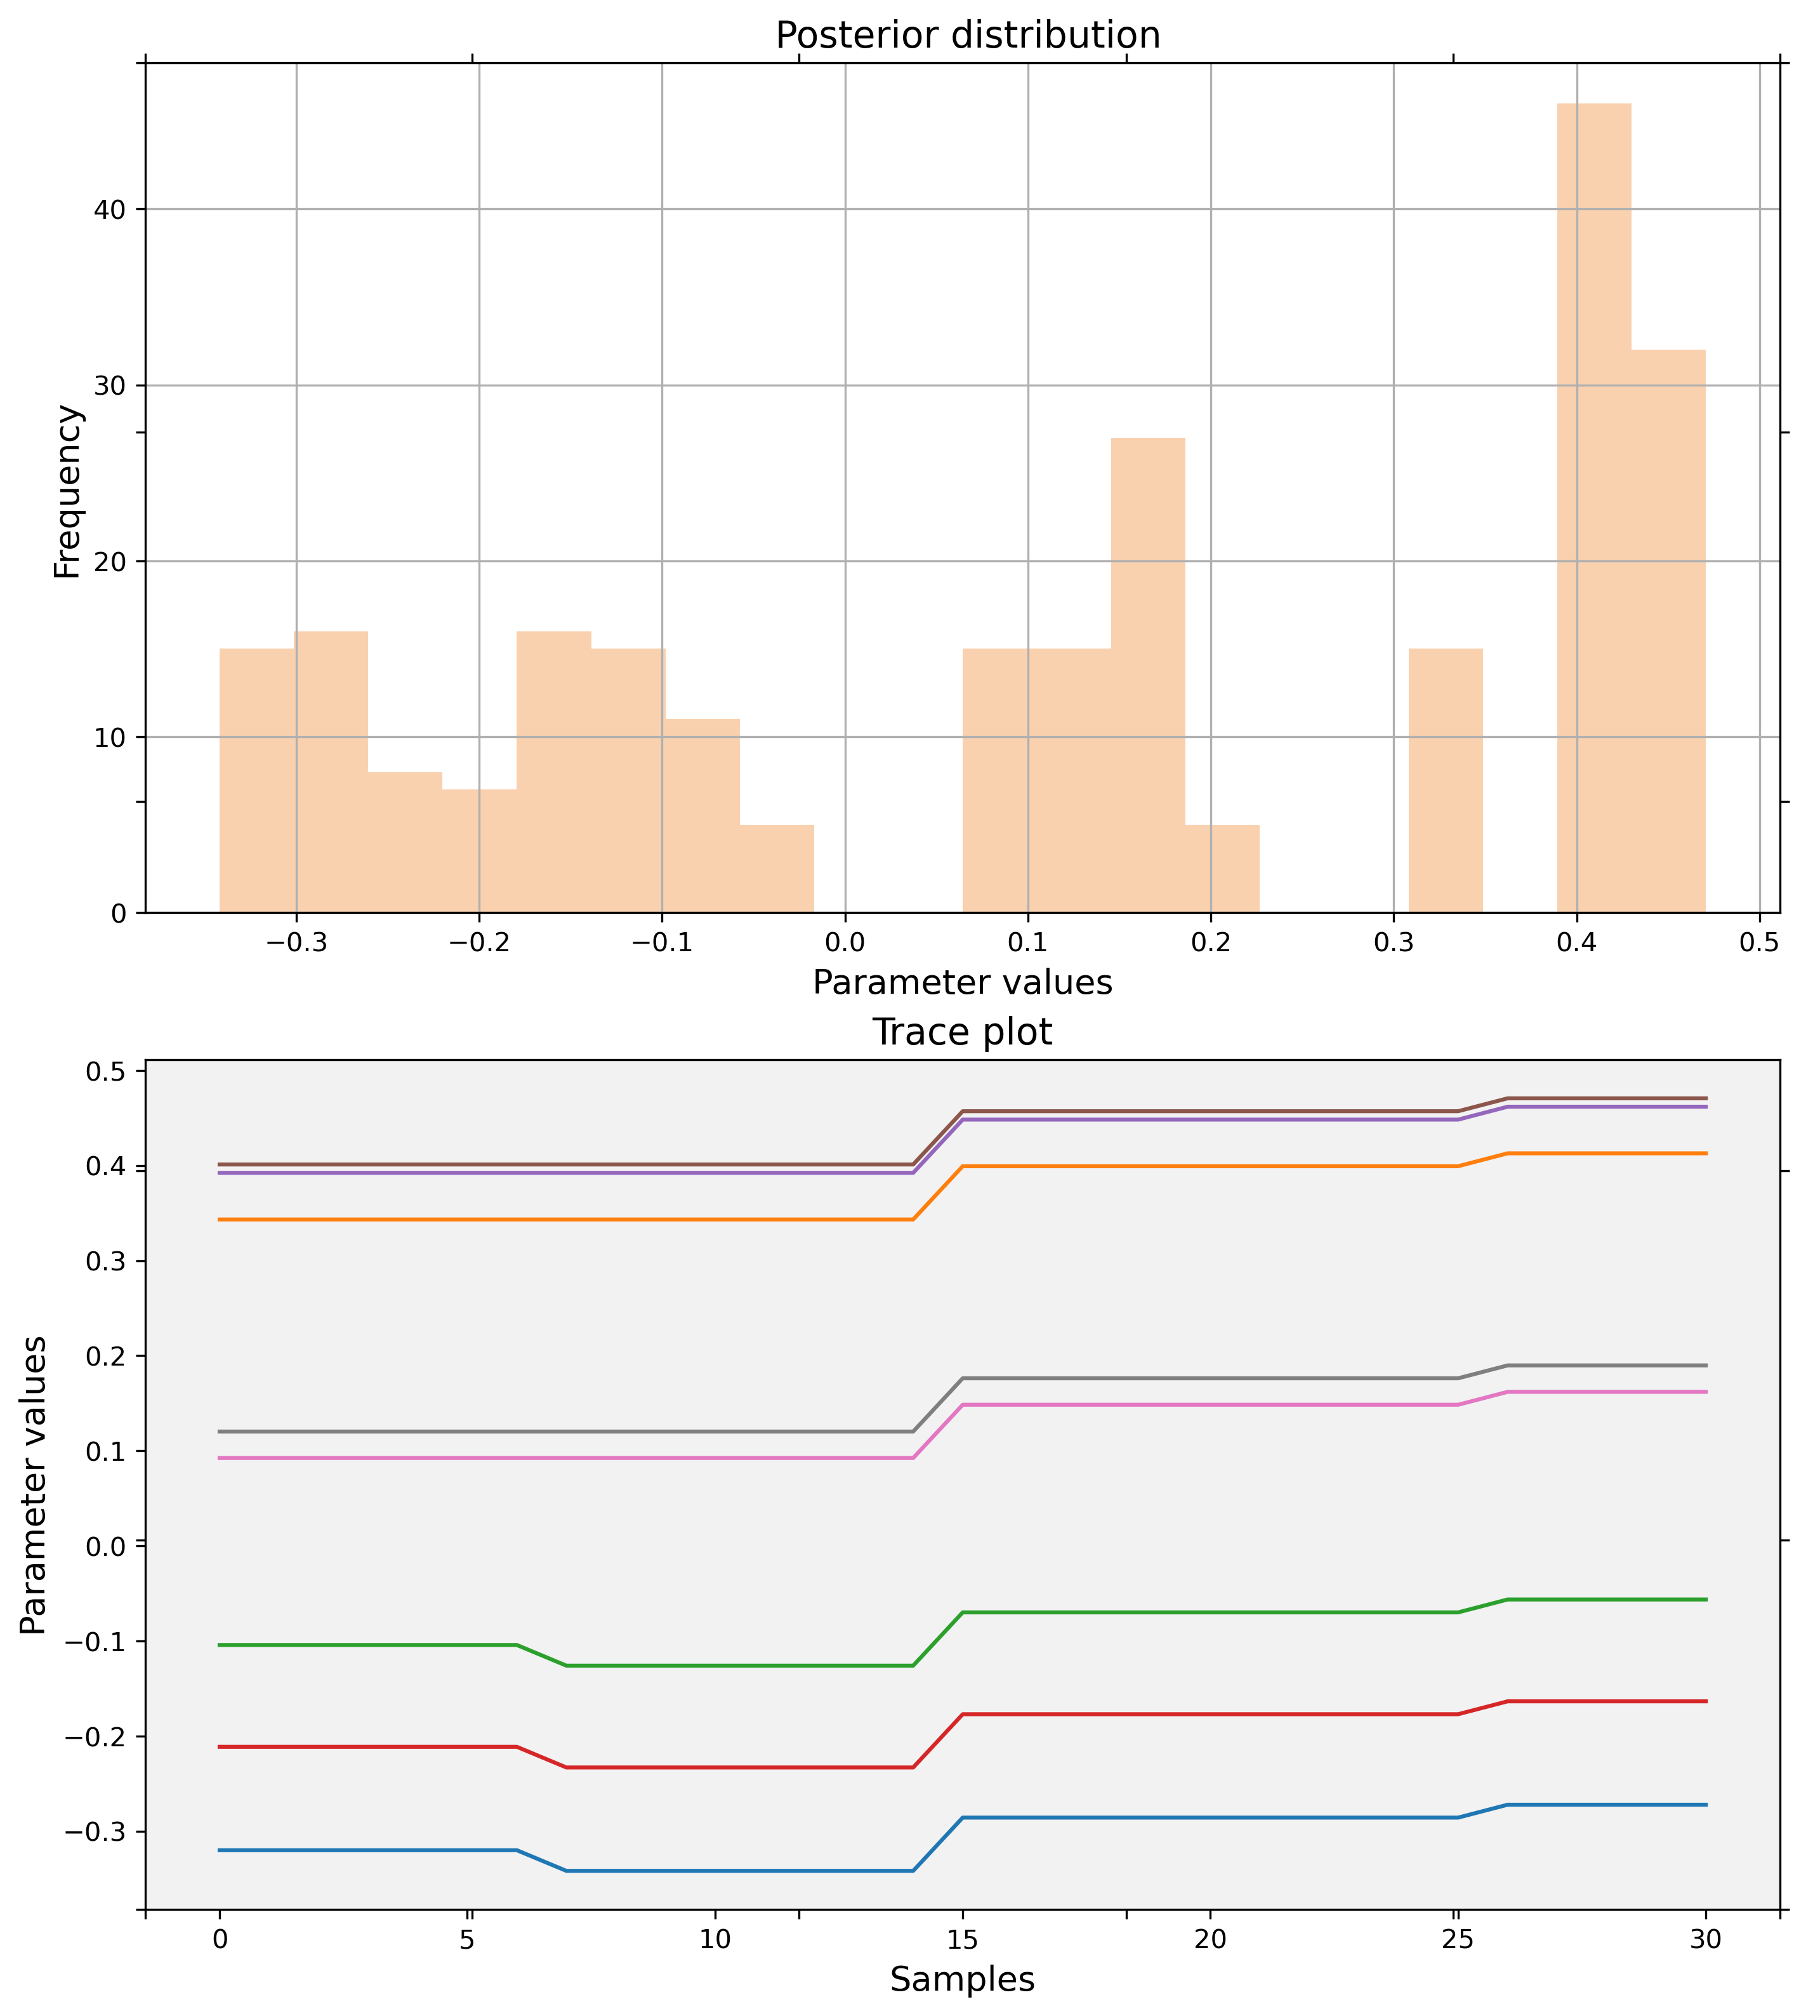 Posterior distribution
Frequency
40
30
20
10
0
−0.3 −0.2 −0.1 0.0 0.1 0.2 0.3 0.4 0.5
Parameter values
Trace plot
Parameter values
0.5
0.4
0.3
0.2
0.1
0.0
−0.1
−0.2
−0.3
0 5 10 15 20 25 30
Samples